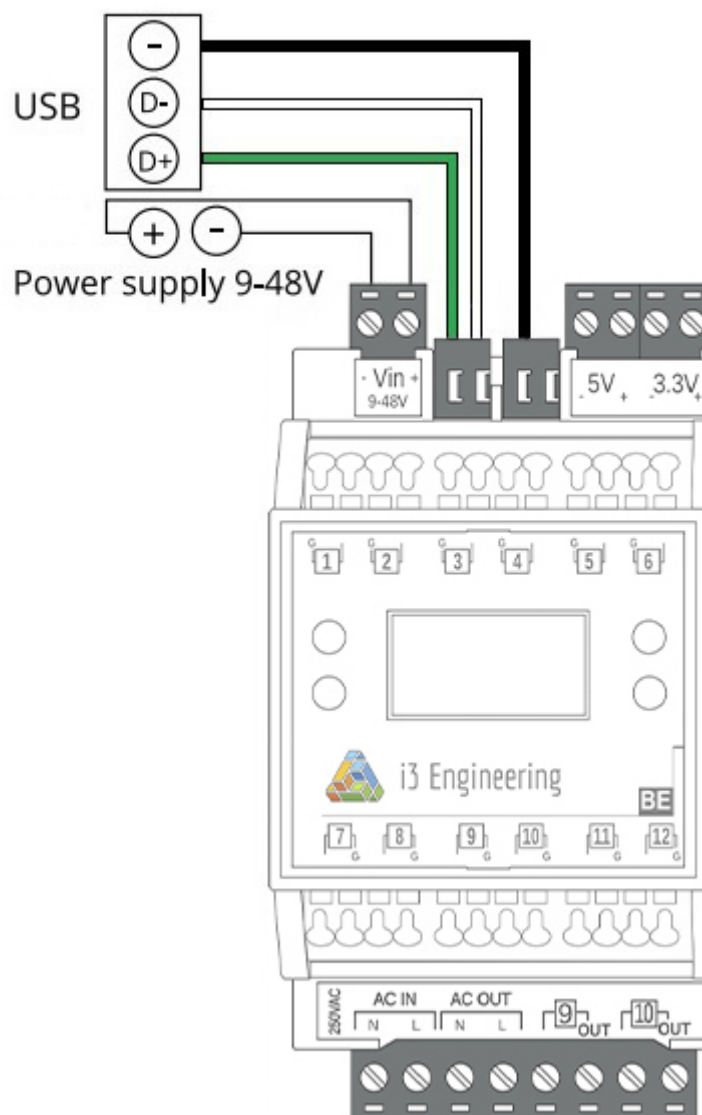 -
USB D-
D+
+ -
Power supply 9-48V
- Vin +
9-48V
- 5V + - 3.3V +
G 1 G 2 G 3 G 4 G 5 G 6
i3 Engineering
BE
7 G 8 G 9 G 10 G 11 G 12 G
250VAC
AC IN AC OUT 9 OUT 10 OUT
N L N L